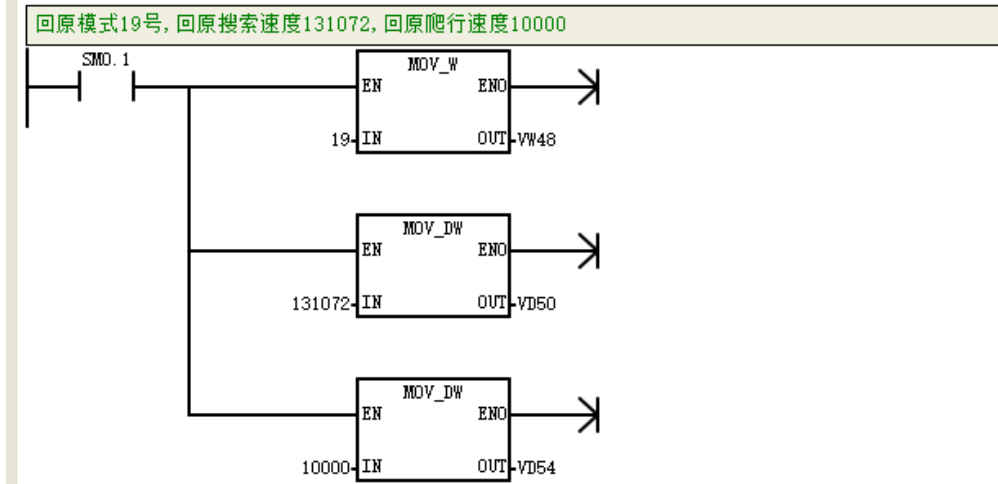 回原模式19号,回原搜索速度131072,回原爬行速度10000
SM0.1
MOV_W
EN ENO
19 IN OUT VW48
MOV_DW
EN ENO
131072 IN OUT VD50
MOV_DW
EN ENO
10000 IN OUT VD54